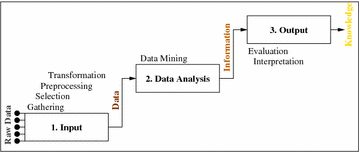 Raw Data
Transformation
Preprocessing
Selection
Gathering
1. Input
Data
Data Mining
2. Data Analysis
Information
3. Output
Evaluation
Interpretation
Knowledge